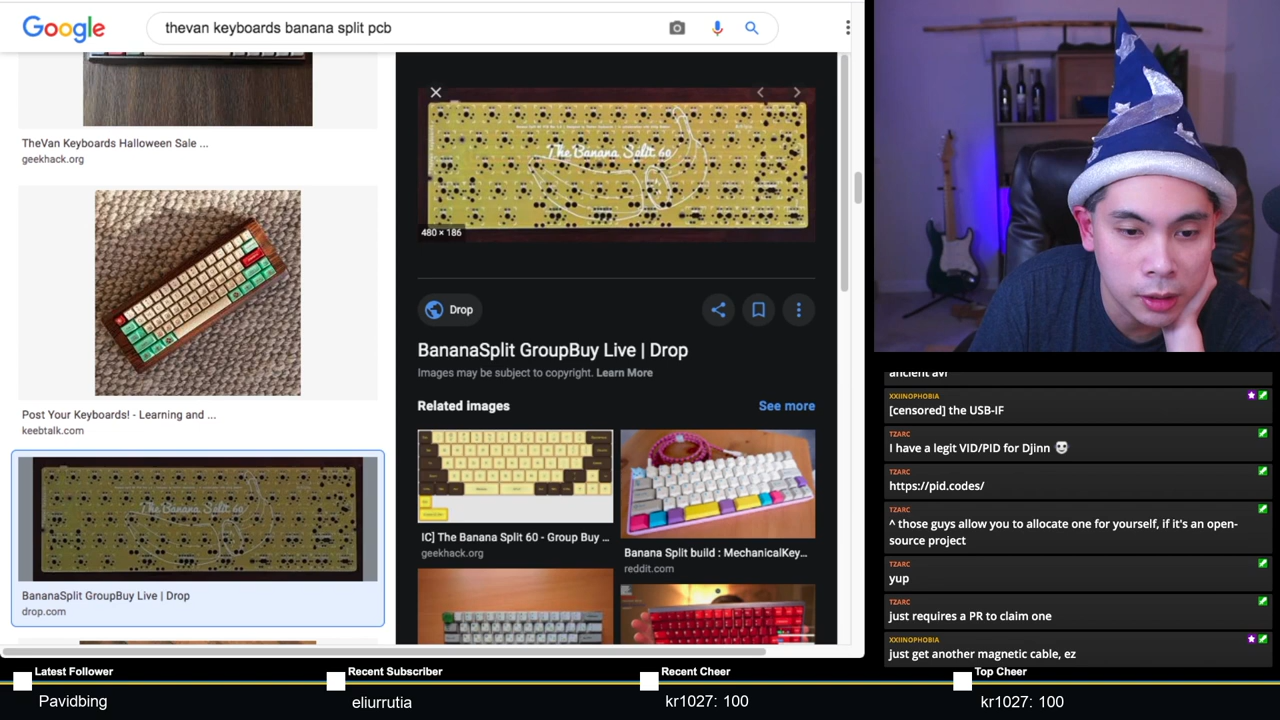 Google
thevan keyboards banana split pcb
TheVan Keyboards Halloween Sale ...
geekhack.org
Post Your Keyboards! - Learning and ...
keebtalk.com
The Banana Split 60
BananaSplit GroupBuy Live | Drop
drop.com
The Banana Split 60
480 × 186
Drop
BananaSplit GroupBuy Live | Drop
Images may be subject to copyright. Learn More
Related images
See more
IC] The Banana Split 60 - Group Buy ...
geekhack.org
Banana Split build : MechanicalKey...
reddit.com
ancient avr
XXIINOPHOBIA
[censored] the USB-IF
TZARC
I have a legit VID/PID for Djinn
TZARC
https://pid.codes/
TZARC
^ those guys allow you to allocate one for yourself, if it's an open-
source project
TZARC
yup
TZARC
just requires a PR to claim one
XXIINOPHOBIA
just get another magnetic cable, ez
Latest Follower
Pavidbing
Recent Subscriber
eliurrutia
Recent Cheer
kr1027: 100
Top Cheer
kr1027: 100